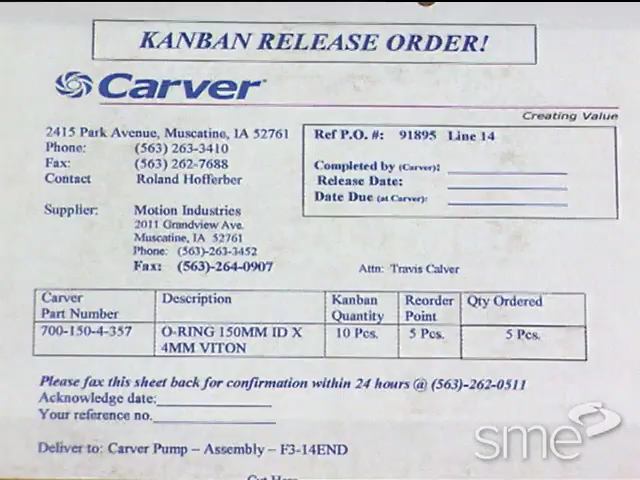 KANBAN RELEASE ORDER!
Carver
Creating Value
2415 Park Avenue, Muscatine, IA 52761
Phone: (563) 263-3410
Fax: (563) 262-7688
Contact Roland Hofferber
Ref P.O. #: 91895 Line 14
Completed by (Carver):
Release Date:
Date Due (at Carver):
Supplier: Motion Industries
2011 Grandview Ave.
Muscatine, IA 52761
Phone: (563)-263-3452
Fax: (563)-264-0907
Attn: Travis Calver
Carver Part Number Description Kanban Quantity Reorder Point Qty Ordered
700-150-4-357 O-RING 150MM ID X 4MM VITON 10 Pcs. 5 Pcs. 5 Pcs.
Please fax this sheet back for confirmation within 24 hours @ (563)-262-0511
Acknowledge date:
Your reference no.
Deliver to: Carver Pump – Assembly – F3-14END
Cut Here
sme